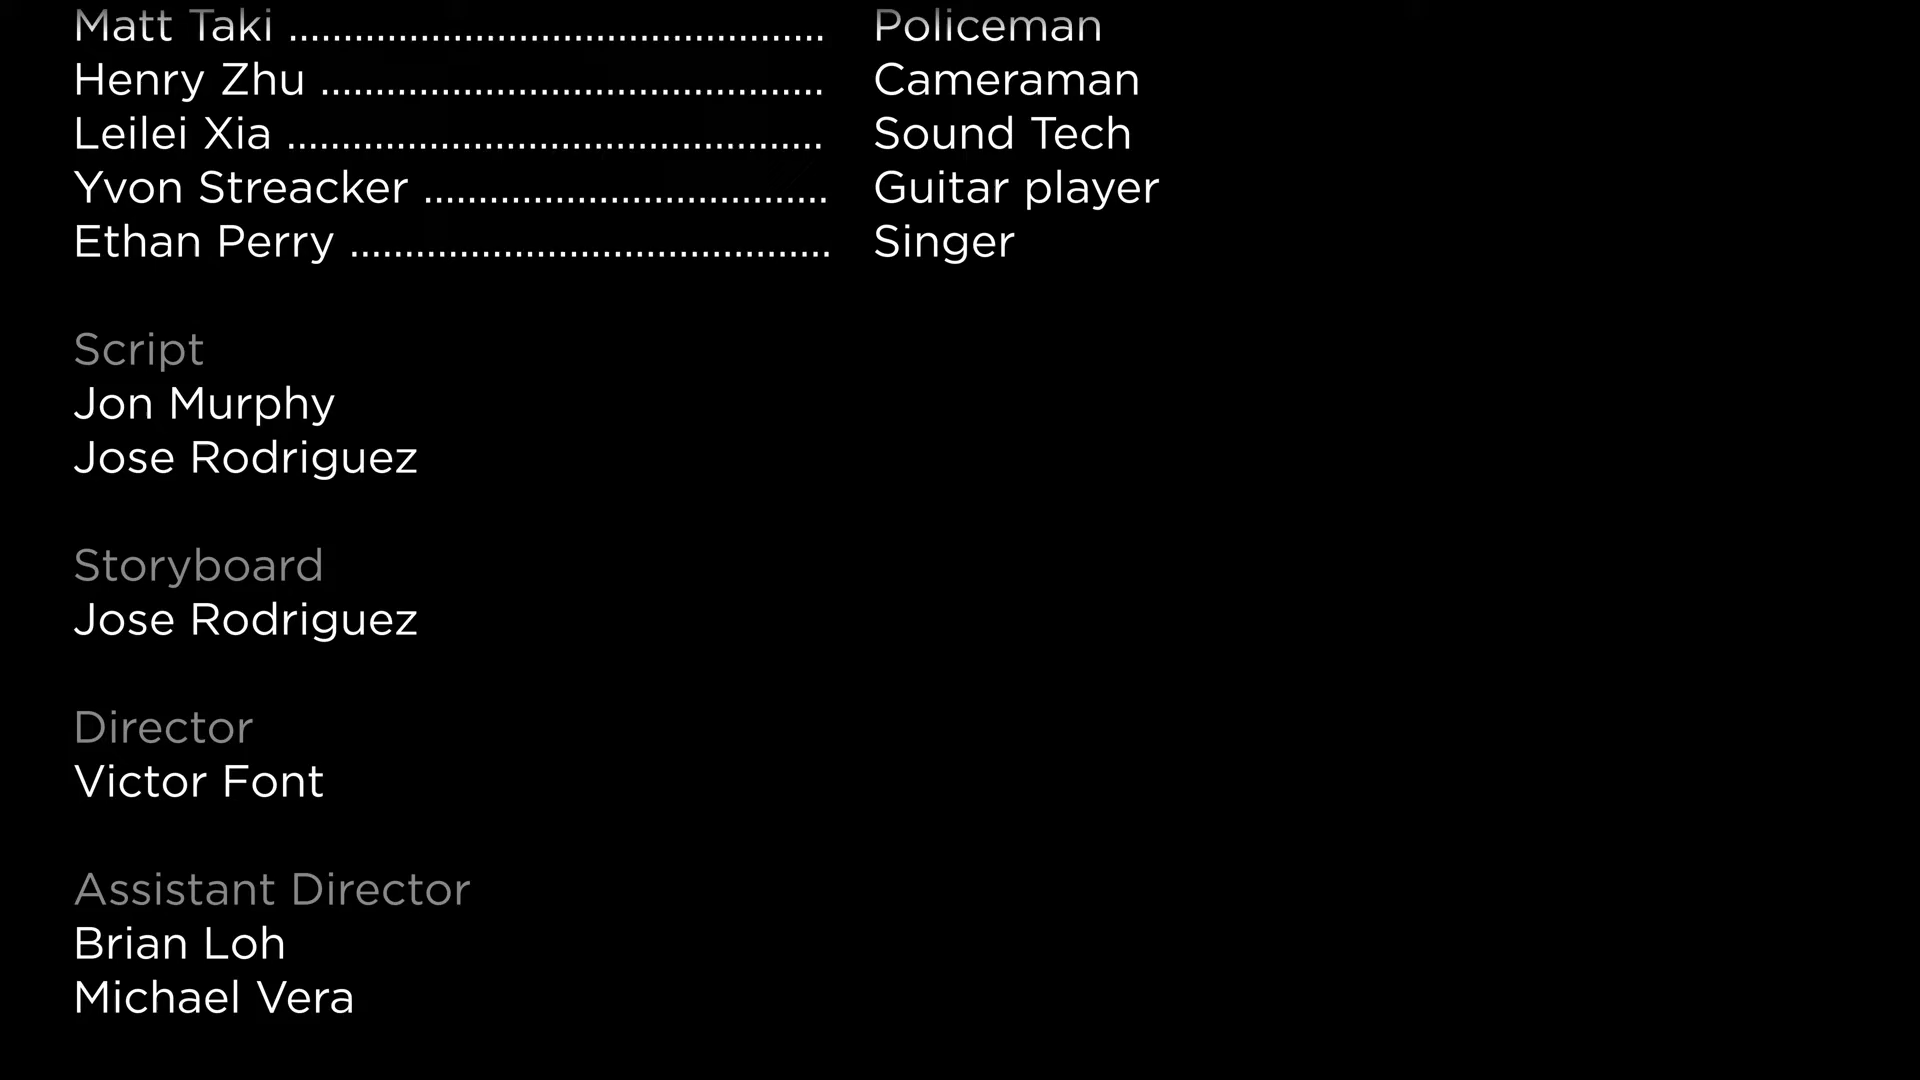 Matt Taki ................................................. Policeman
Henry Zhu .............................................. Cameraman
Leilei Xia ................................................. Sound Tech
Yvon Streacker ..................................... Guitar player
Ethan Perry ............................................ Singer
Script
Jon Murphy
Jose Rodriguez
Storyboard
Jose Rodriguez
Director
Victor Font
Assistant Director
Brian Loh
Michael Vera